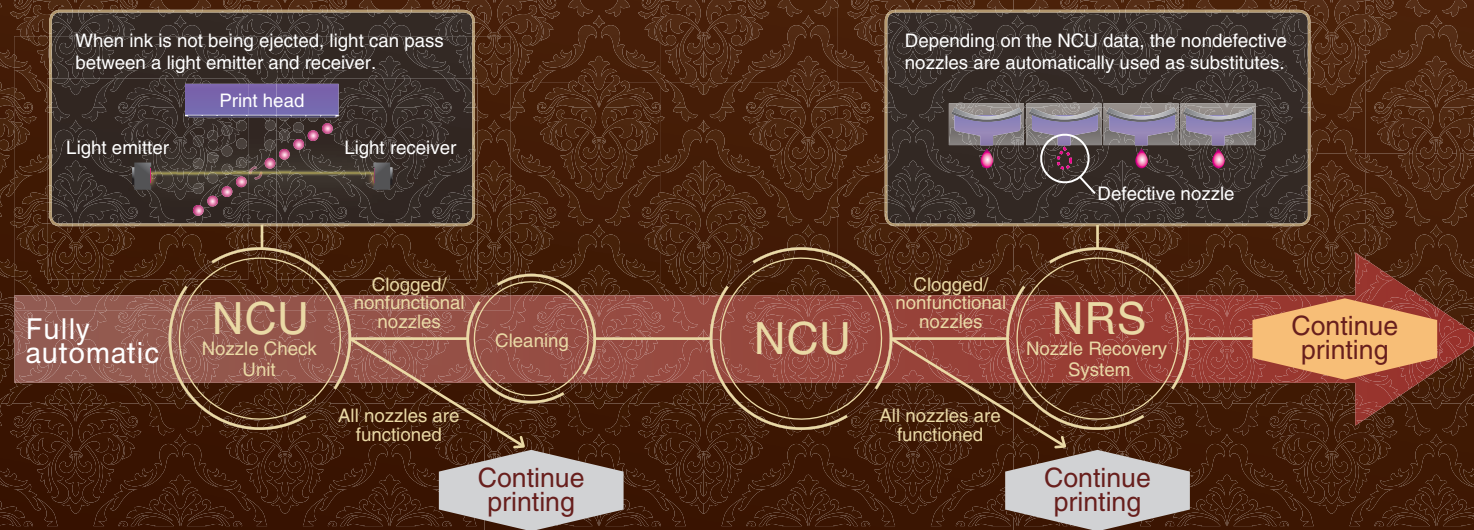 When ink is not being ejected, light can pass
between a light emitter and receiver.
Print head
Light emitter
Light receiver
Depending on the NCU data, the nondefective
nozzles are automatically used as substitutes.
Defective nozzle
Fully
automatic
NCU
Nozzle Check
Unit
Clogged/
nonfunctional
nozzles
All nozzles are
functioned
Continue
printing
Cleaning
NCU
Clogged/
nonfunctional
nozzles
All nozzles are
functioned
Continue
printing
NRS
Nozzle Recovery
System
Continue
printing